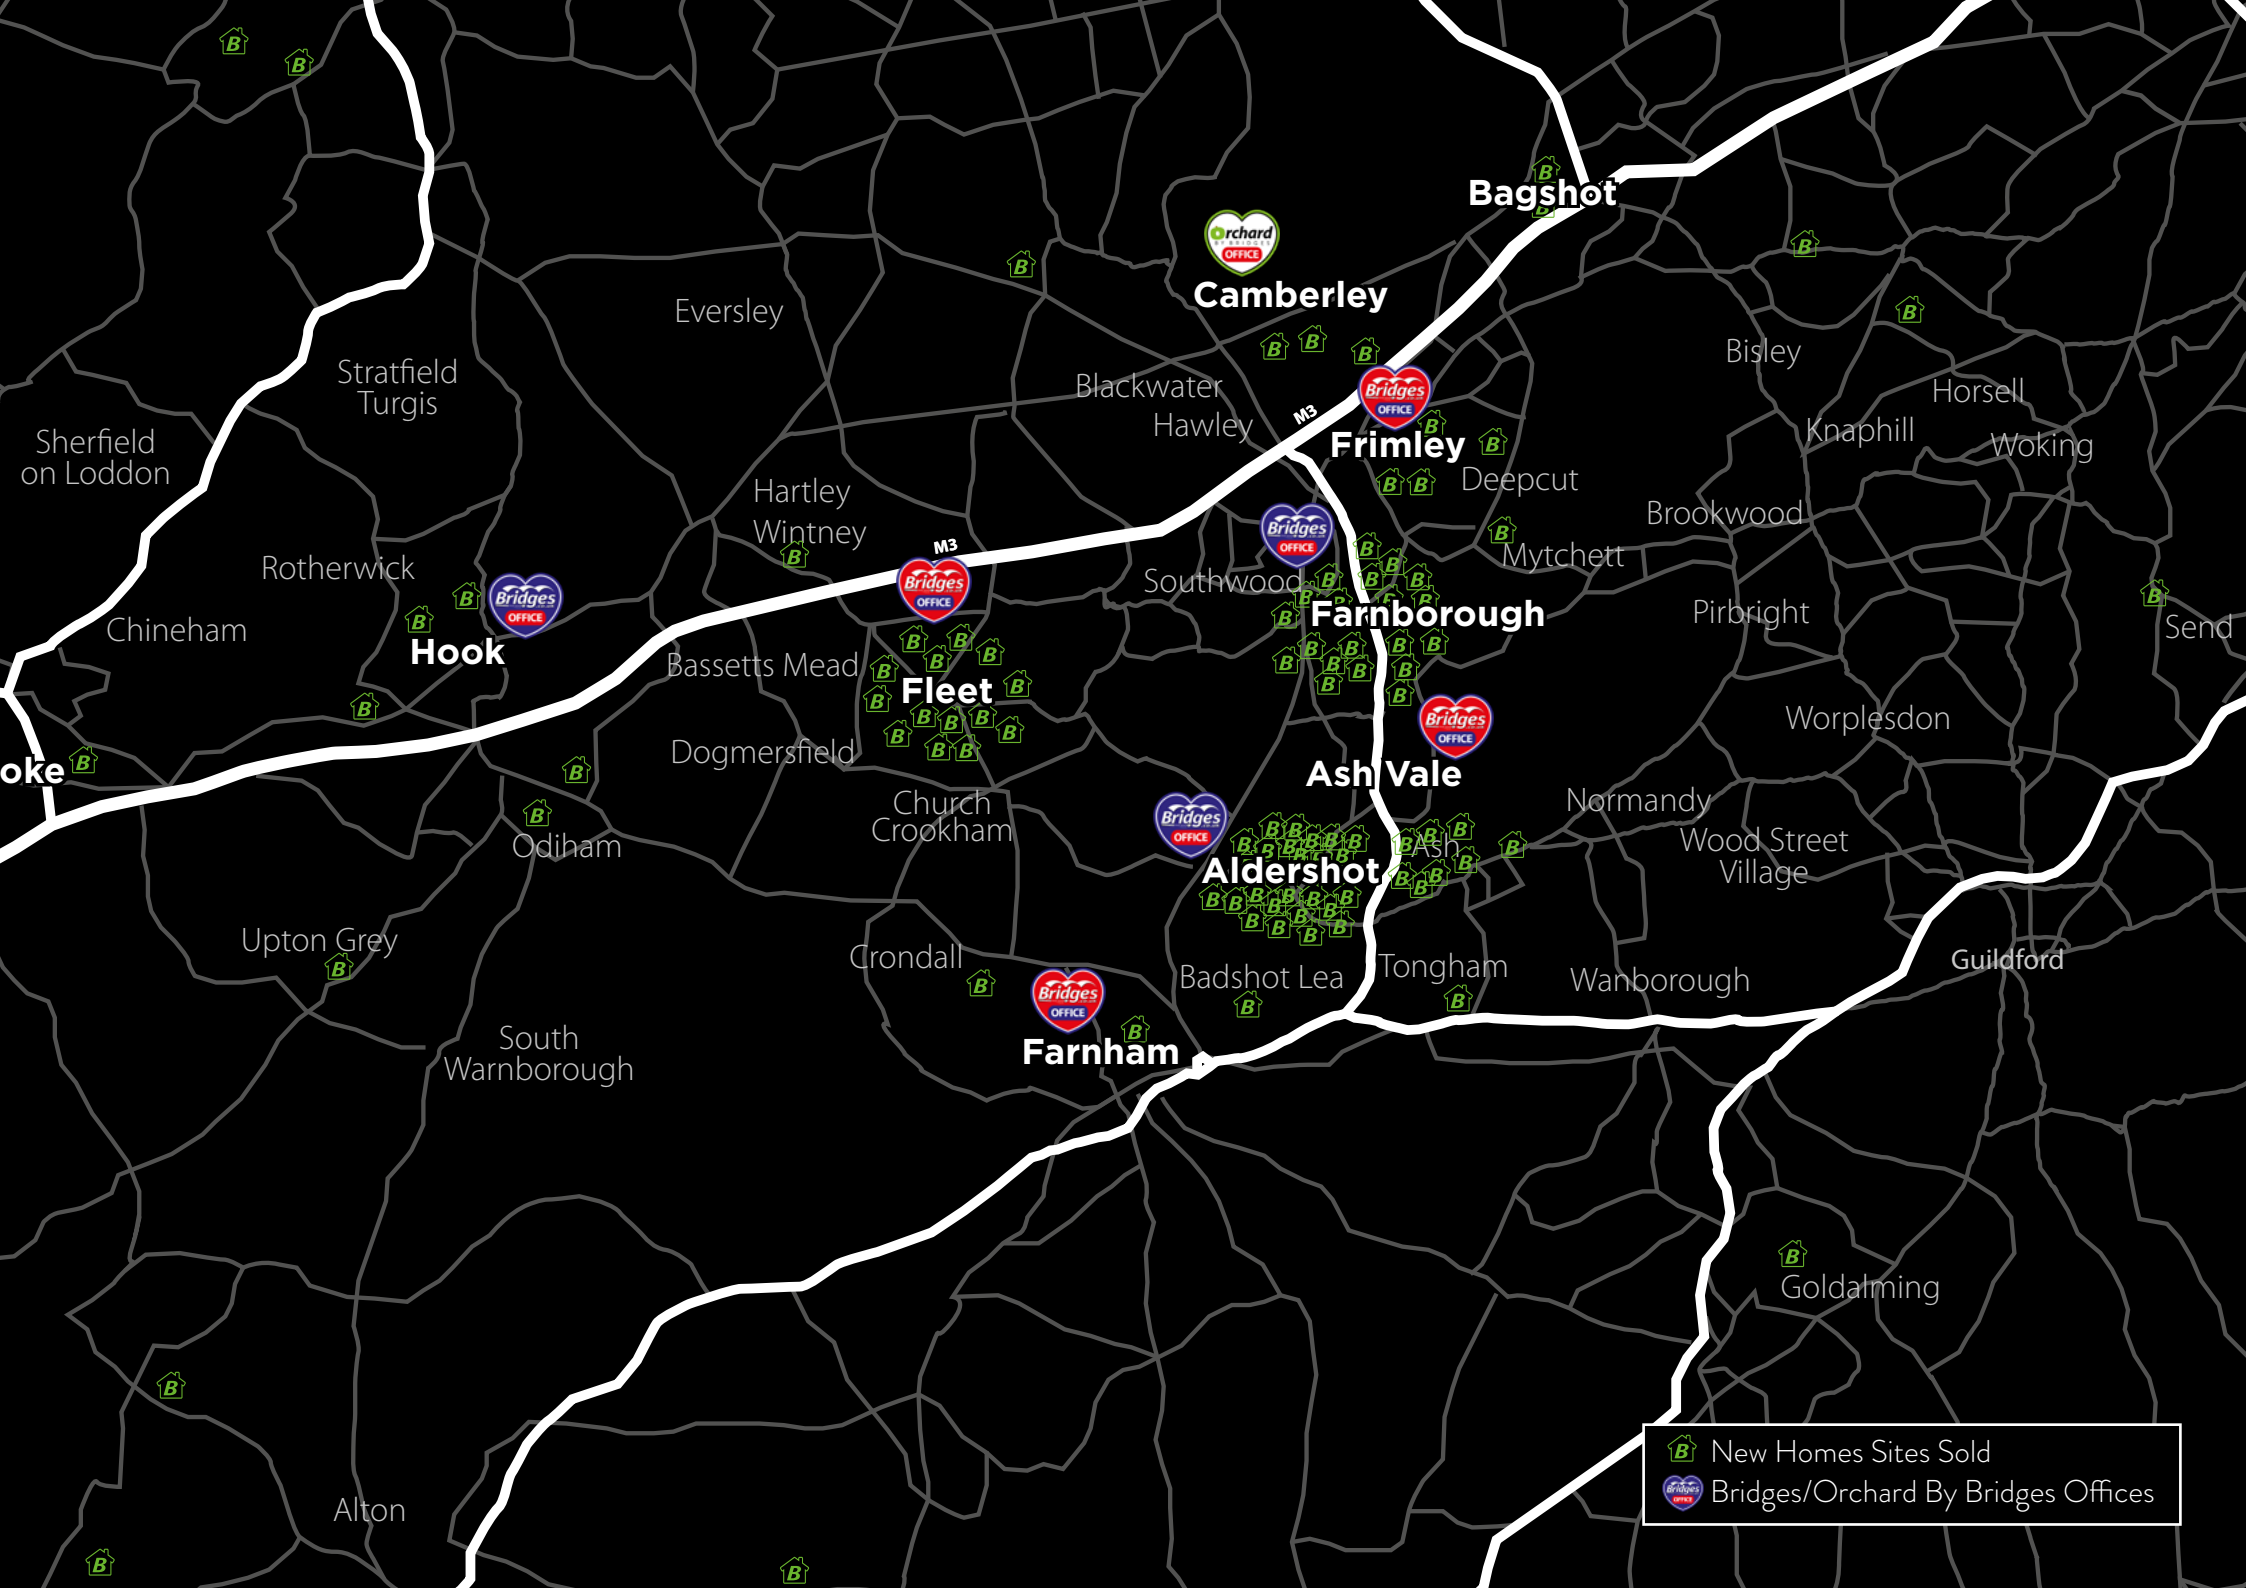 Bagshot
Orchard
BY BRIDGES
OFFICE
Camberley
Eversley
Bisley
Stratfield
Turgis
Blackwater
Horsell
Bridges
OFFICE
M3
Hawley
Knaphill
Sherfield
on Loddon
Frimley
Woking
Deepcut
Hartley
Wintney
Brookwood
Bridges
OFFICE
M3
Mytchett
Rotherwick
Bridges
OFFICE
Southwood
Bridges
OFFICE
Farnborough
Pirbright
Chineham
Send
Hook
Bassetts Mead
Fleet
Bridges
OFFICE
Worplesdon
Dogmersfield
oke
Ash Vale
Church
Crookham
Normandy
Bridges
OFFICE
Odiham
Ash
Wood Street
Village
Aldershot
Upton Grey
Crondall
Badshot Lea
Tongham
Wanborough
Guildford
Bridges
OFFICE
South
Warnborough
Farnham
Goldalming
B New Homes Sites Sold
Bridges
OFFICE
Bridges/Orchard By Bridges Offices
Alton